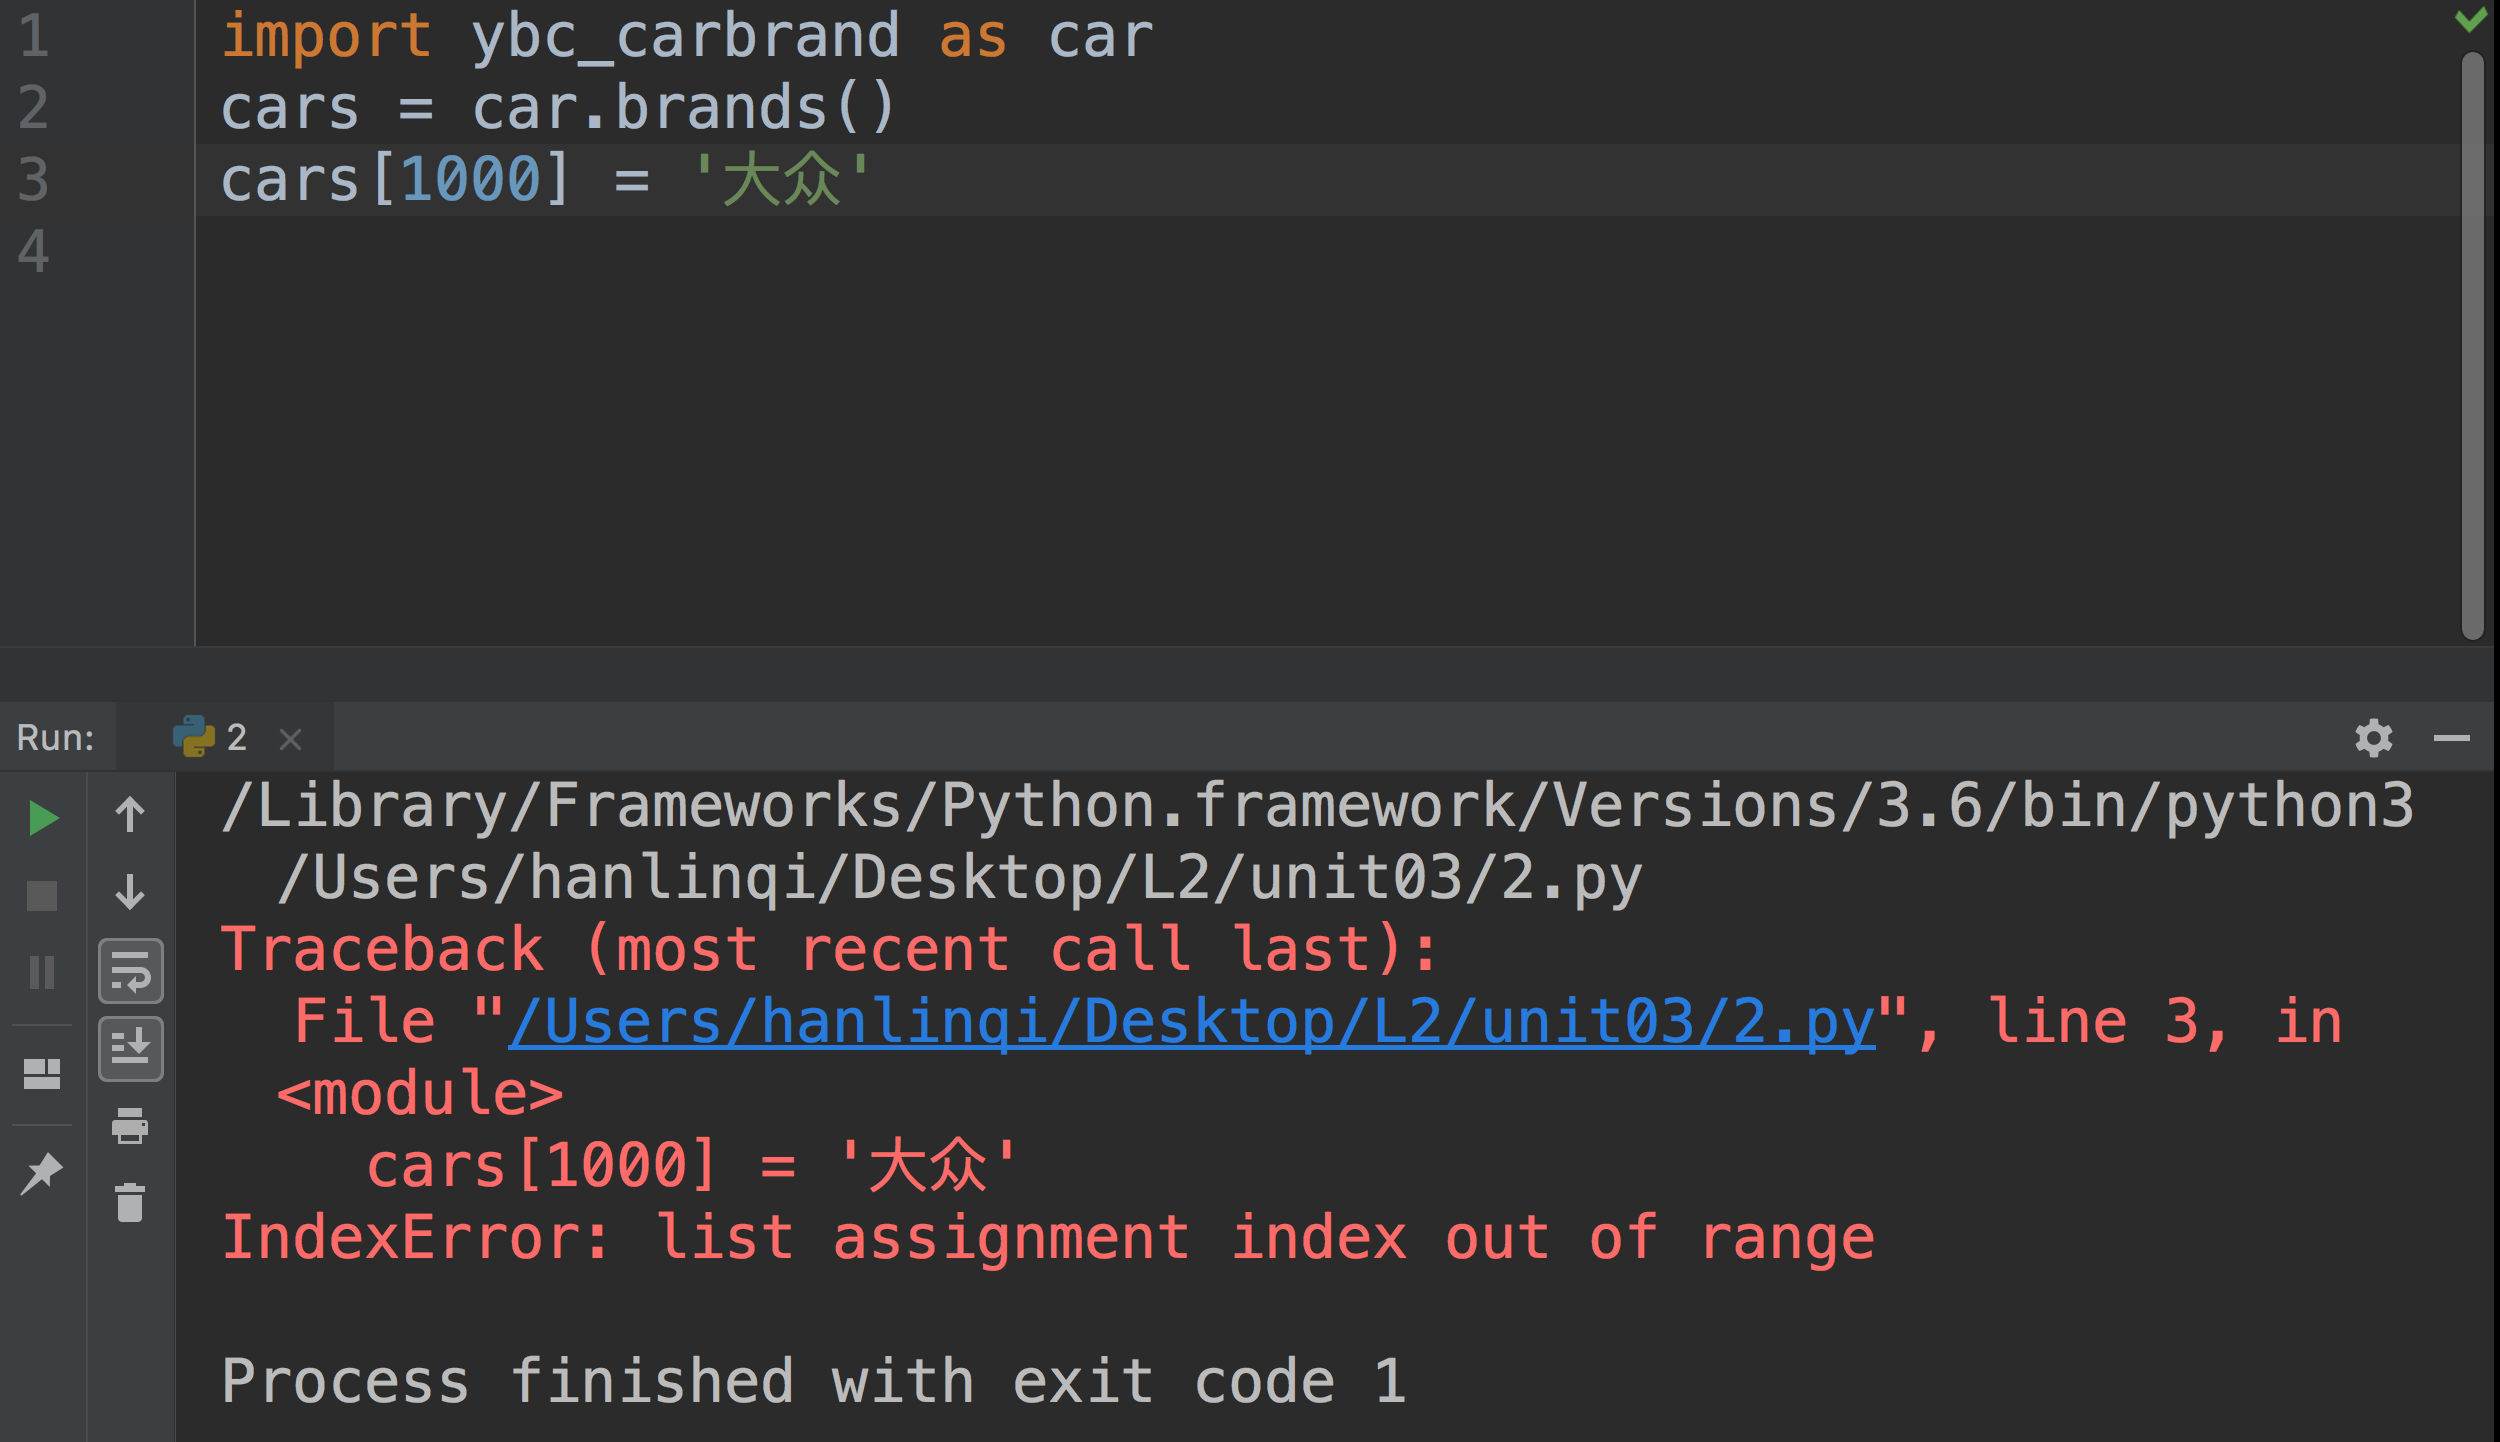 1 import ybc_carbrand as car
2 cars = car.brands()
3 cars[1000] = '大众'
4
Run: 2
/Library/Frameworks/Python.framework/Versions/3.6/bin/python3
/Users/hanlinqi/Desktop/L2/unit03/2.py
Traceback (most recent call last):
File "/Users/hanlinqi/Desktop/L2/unit03/2.py", line 3, in
<module>
cars[1000] = '大众'
IndexError: list assignment index out of range
Process finished with exit code 1